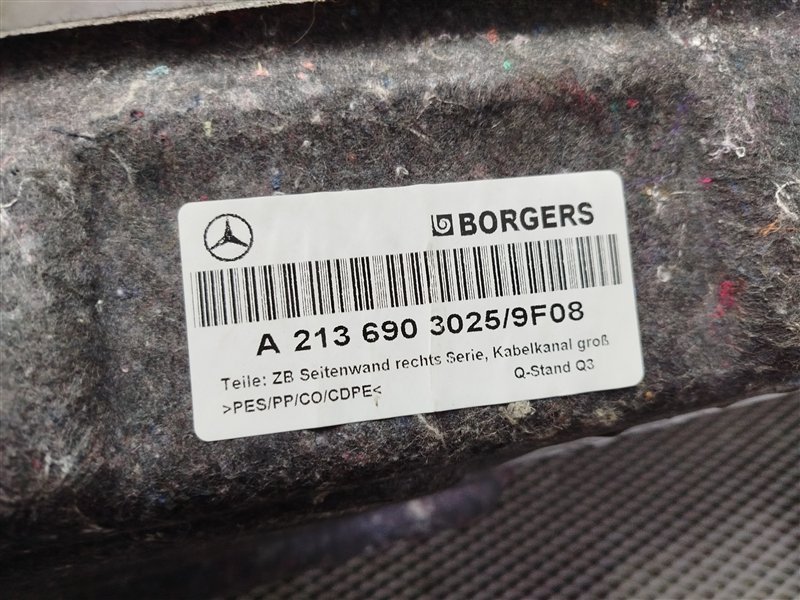 BORGERS
A 213 690 3025/9F08
Teile: ZB Seitenwand rechts Serie, Kabelkanal groß
>PES/PP/CO/CDPE< Q-Stand Q3